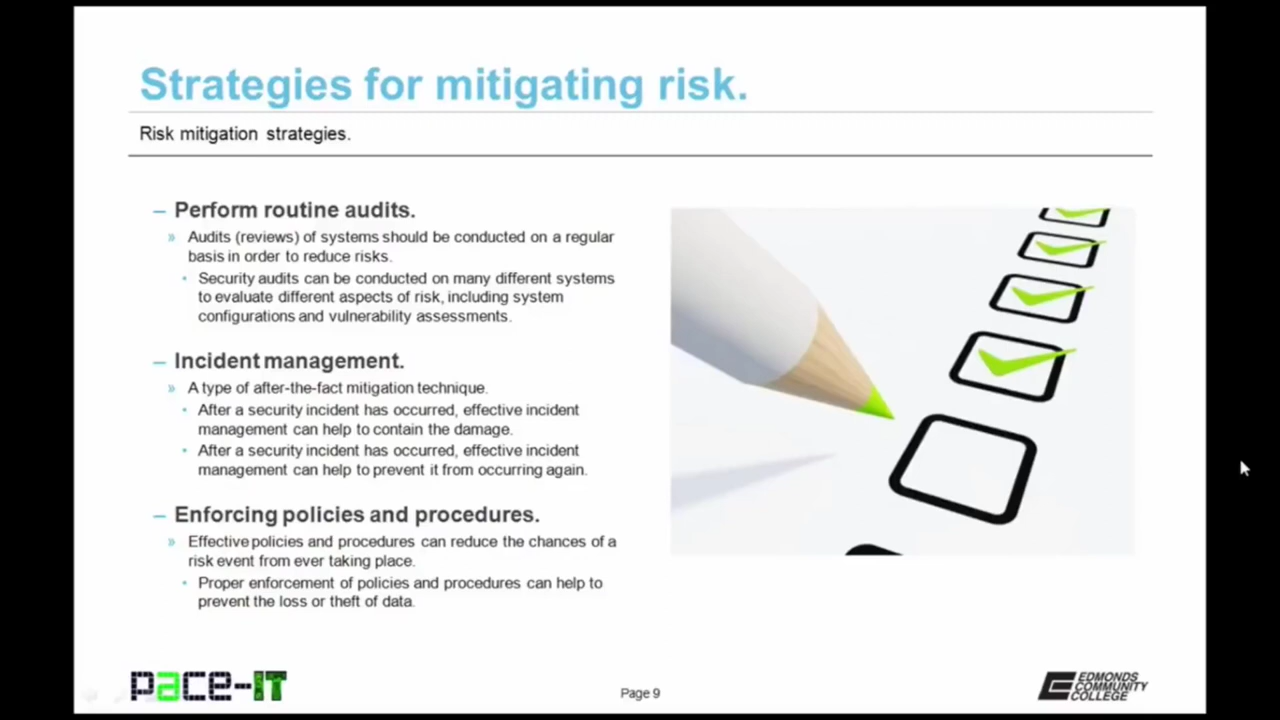 Strategies for mitigating risk.
Risk mitigation strategies.
– Perform routine audits.
» Audits (reviews) of systems should be conducted on a regular
basis in order to reduce risks.
• Security audits can be conducted on many different systems
to evaluate different aspects of risk, including system
configurations and vulnerability assessments.
– Incident management.
» A type of after-the-fact mitigation technique.
• After a security incident has occurred, effective incident
management can help to contain the damage.
• After a security incident has occurred, effective incident
management can help to prevent it from occurring again.
– Enforcing policies and procedures.
» Effective policies and procedures can reduce the chances of a
risk event from ever taking place.
• Proper enforcement of policies and procedures can help to
prevent the loss or theft of data.
pace-IT
Page 9
EDMONDS
COMMUNITY
COLLEGE